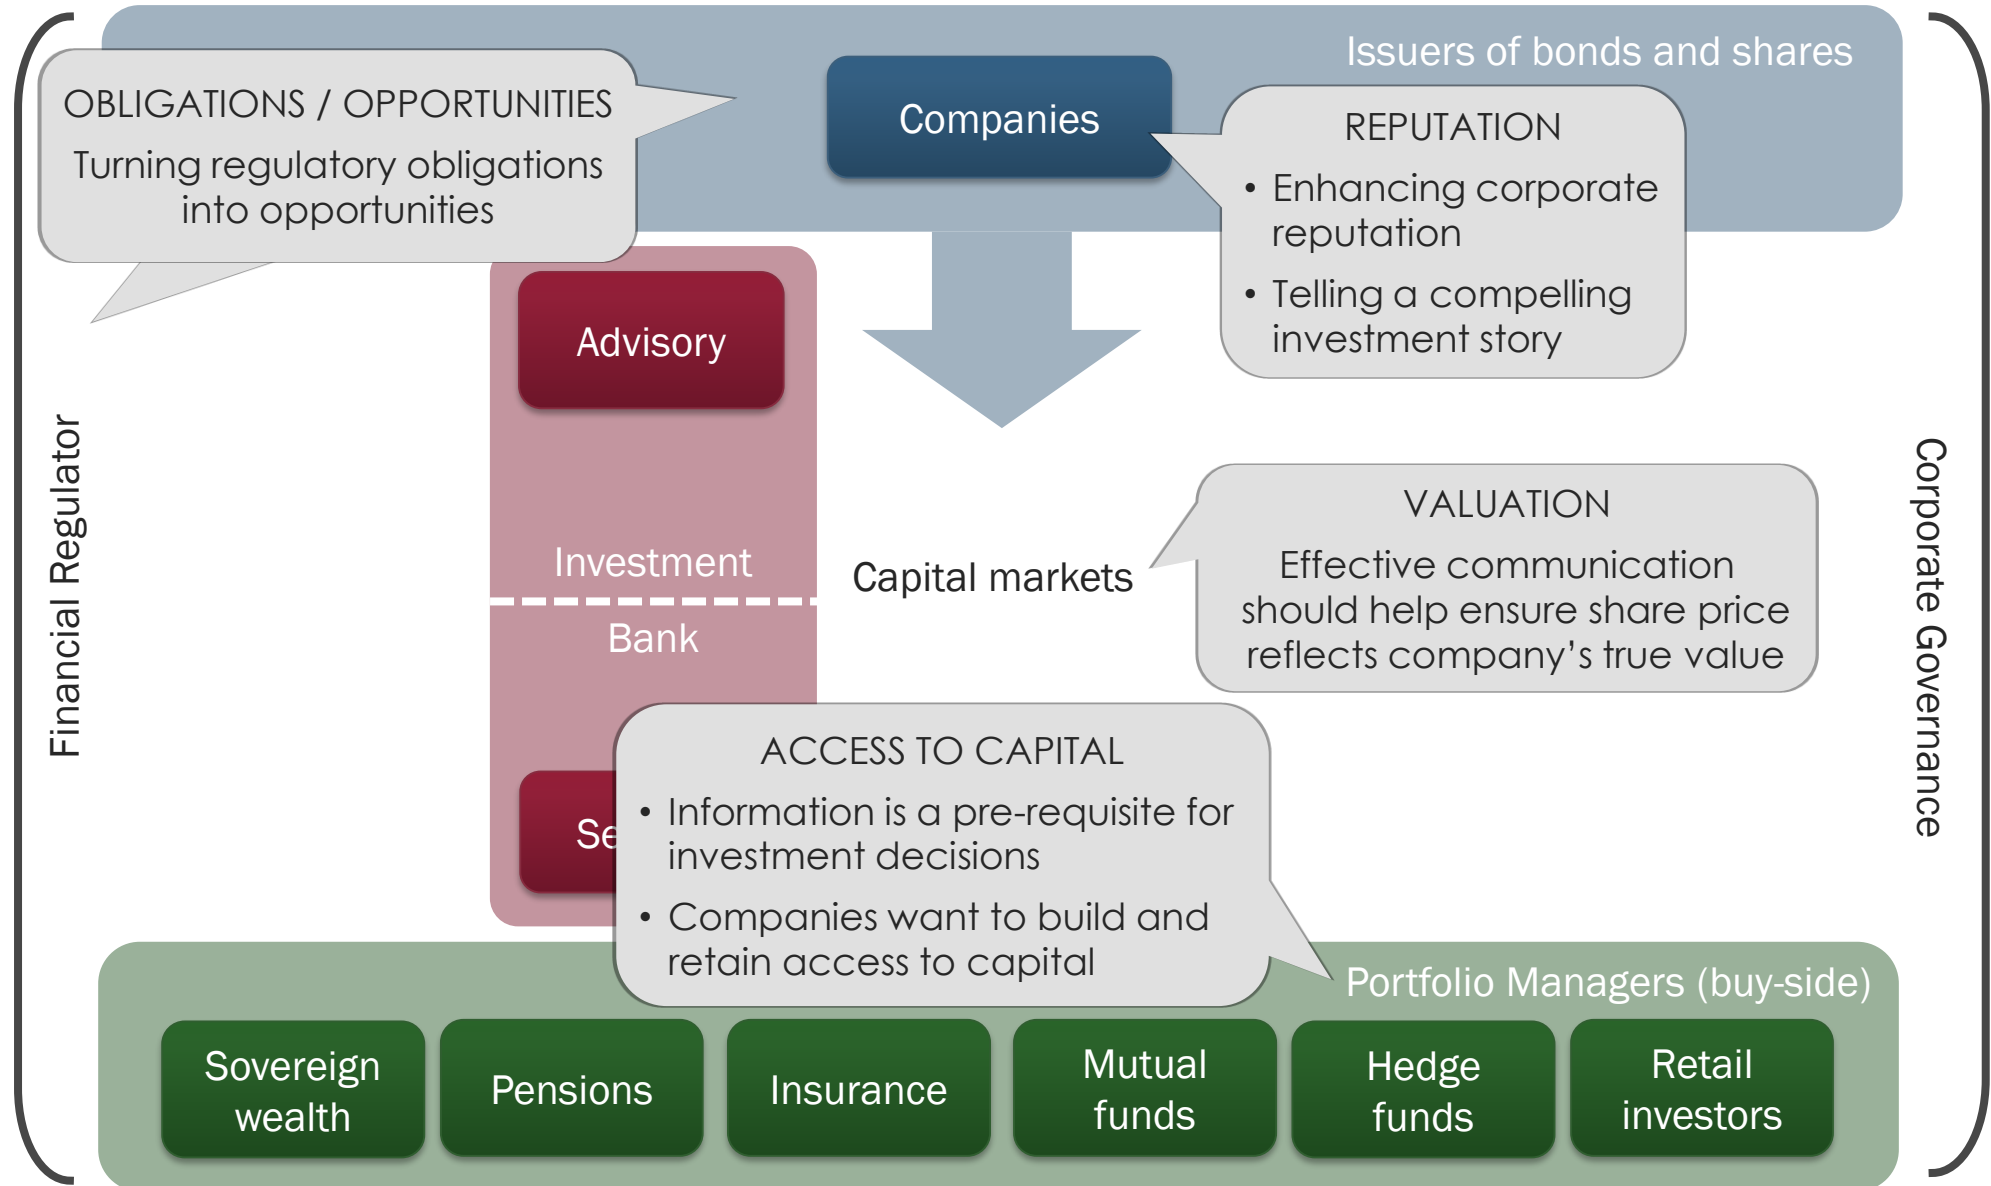 Issuers of bonds and shares
OBLIGATIONS / OPPORTUNITIES
Turning regulatory obligations
into opportunities
Companies
REPUTATION
• Enhancing corporate
reputation
• Telling a compelling
investment story
Advisory
Financial Regulator
Corporate Governance
Investment
Bank
Capital markets
VALUATION
Effective communication
should help ensure share price
reflects company’s true value
ACCESS TO CAPITAL
• Information is a pre-requisite for
investment decisions
• Companies want to build and
retain access to capital
Portfolio Managers (buy-side)
Sovereign
wealth
Pensions
Insurance
Mutual
funds
Hedge
funds
Retail
investors